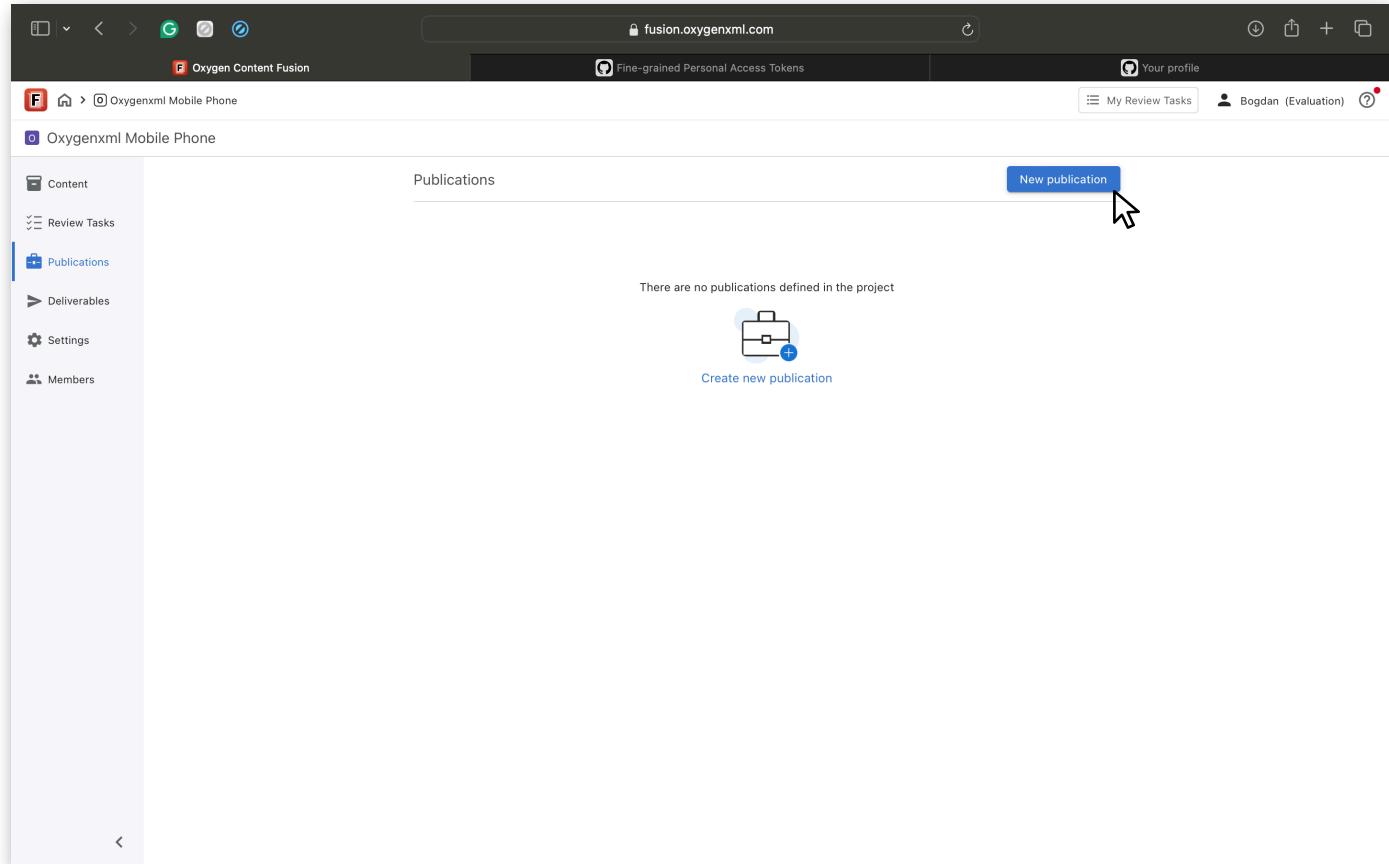 fusion.oxygenxml.com
Oxygen Content Fusion
Fine-grained Personal Access Tokens
Your profile
F
O Oxygenxml Mobile Phone
My Review Tasks
Bogdan (Evaluation)
O Oxygenxml Mobile Phone
Content
Review Tasks
Publications
Deliverables
Settings
Members
Publications
New publication
There are no publications defined in the project
Create new publication